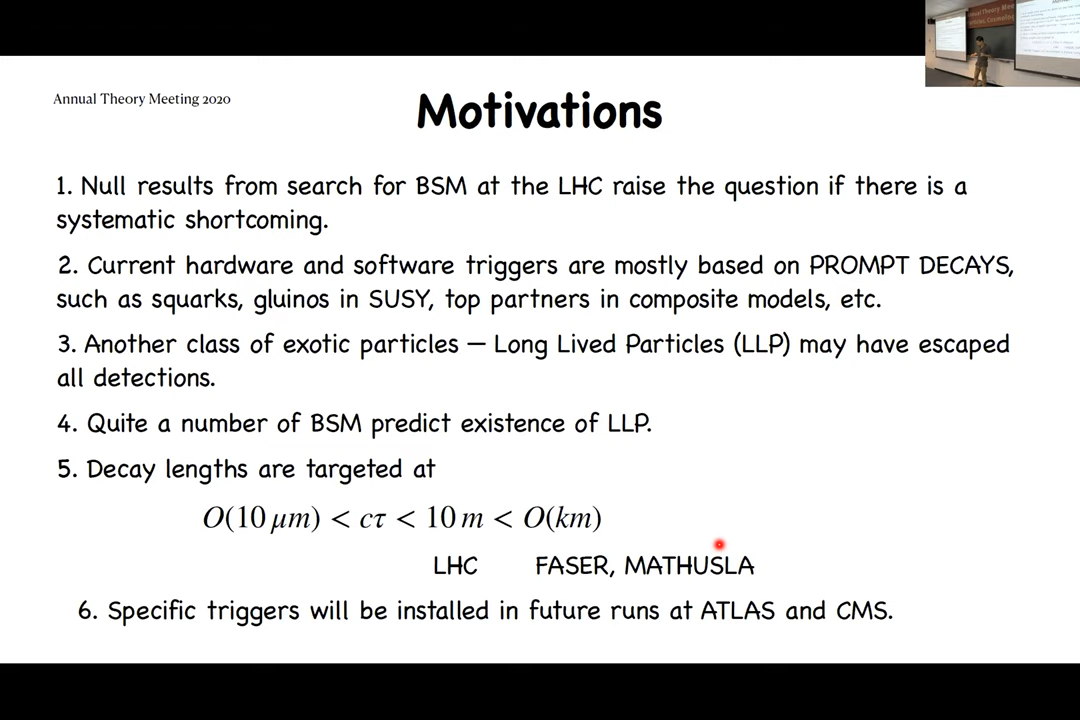 Annual Theory Meeting 2020
Motivations
1. Null results from search for BSM at the LHC raise the question if there is a
systematic shortcoming.
2. Current hardware and software triggers are mostly based on PROMPT DECAYS,
such as squarks, gluinos in SUSY, top partners in composite models, etc.
3. Another class of exotic particles — Long Lived Particles (LLP) may have escaped
all detections.
4. Quite a number of BSM predict existence of LLP.
5. Decay lengths are targeted at
O(10 μm) < cτ < 10 m < O(km)
LHC FASER, MATHUSLA
6. Specific triggers will be installed in future runs at ATLAS and CMS.